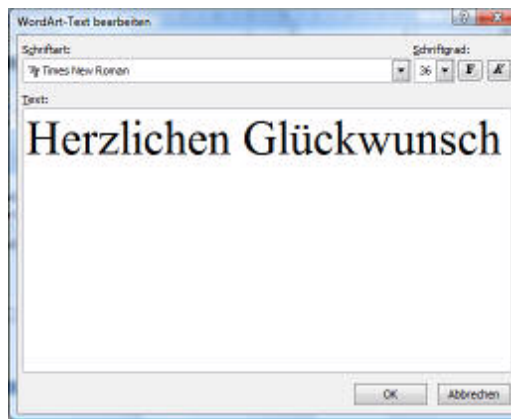 WordArt-Text bearbeiten
Schriftart: Schriftgrad:
Times New Roman 36 F K
Text:
Herzlichen Glückwunsch
OK Abbrechen